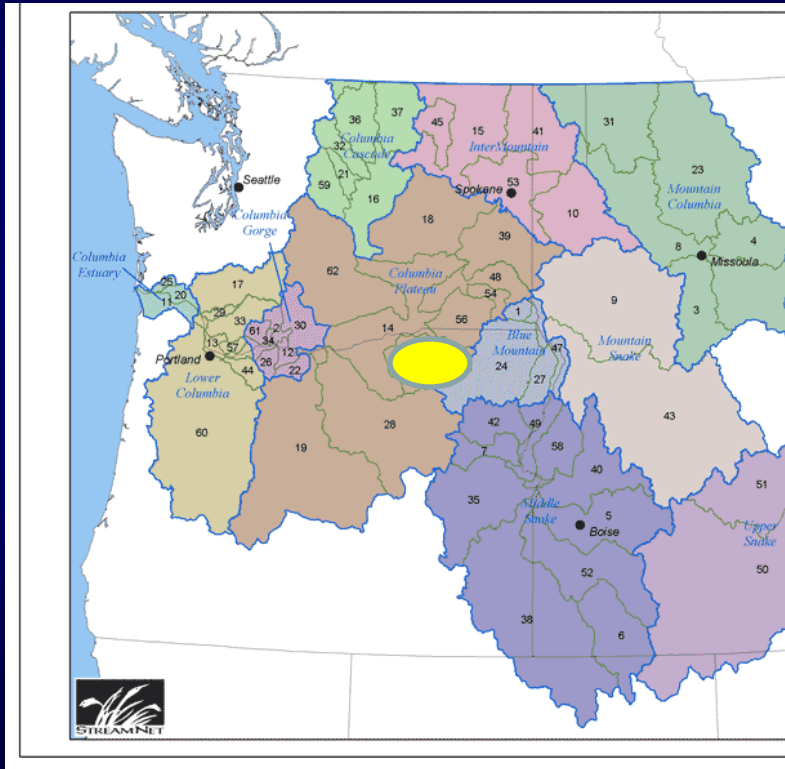 36
37
45
15
41
31
Columbia
Cascade
32
InterMountain
23
21
59
Seattle
53
Spokane
Mountain
Columbia
16
10
Columbia
Gorge
18
4
39
8
Missoula
Columbia
Estuary
62
Columbia
Plateau
25
20
11
17
48
54
9
3
29
33
61
2
30
14
56
1
Blue
Mountain
Mountain
Snake
13
57
34
12
47
Portland
26
22
44
24
27
Lower
Columbia
43
60
19
28
42
49
7
58
40
51
35
Middle
Snake
5
Boise
Upper
Snake
52
50
38
6
STREAMNET